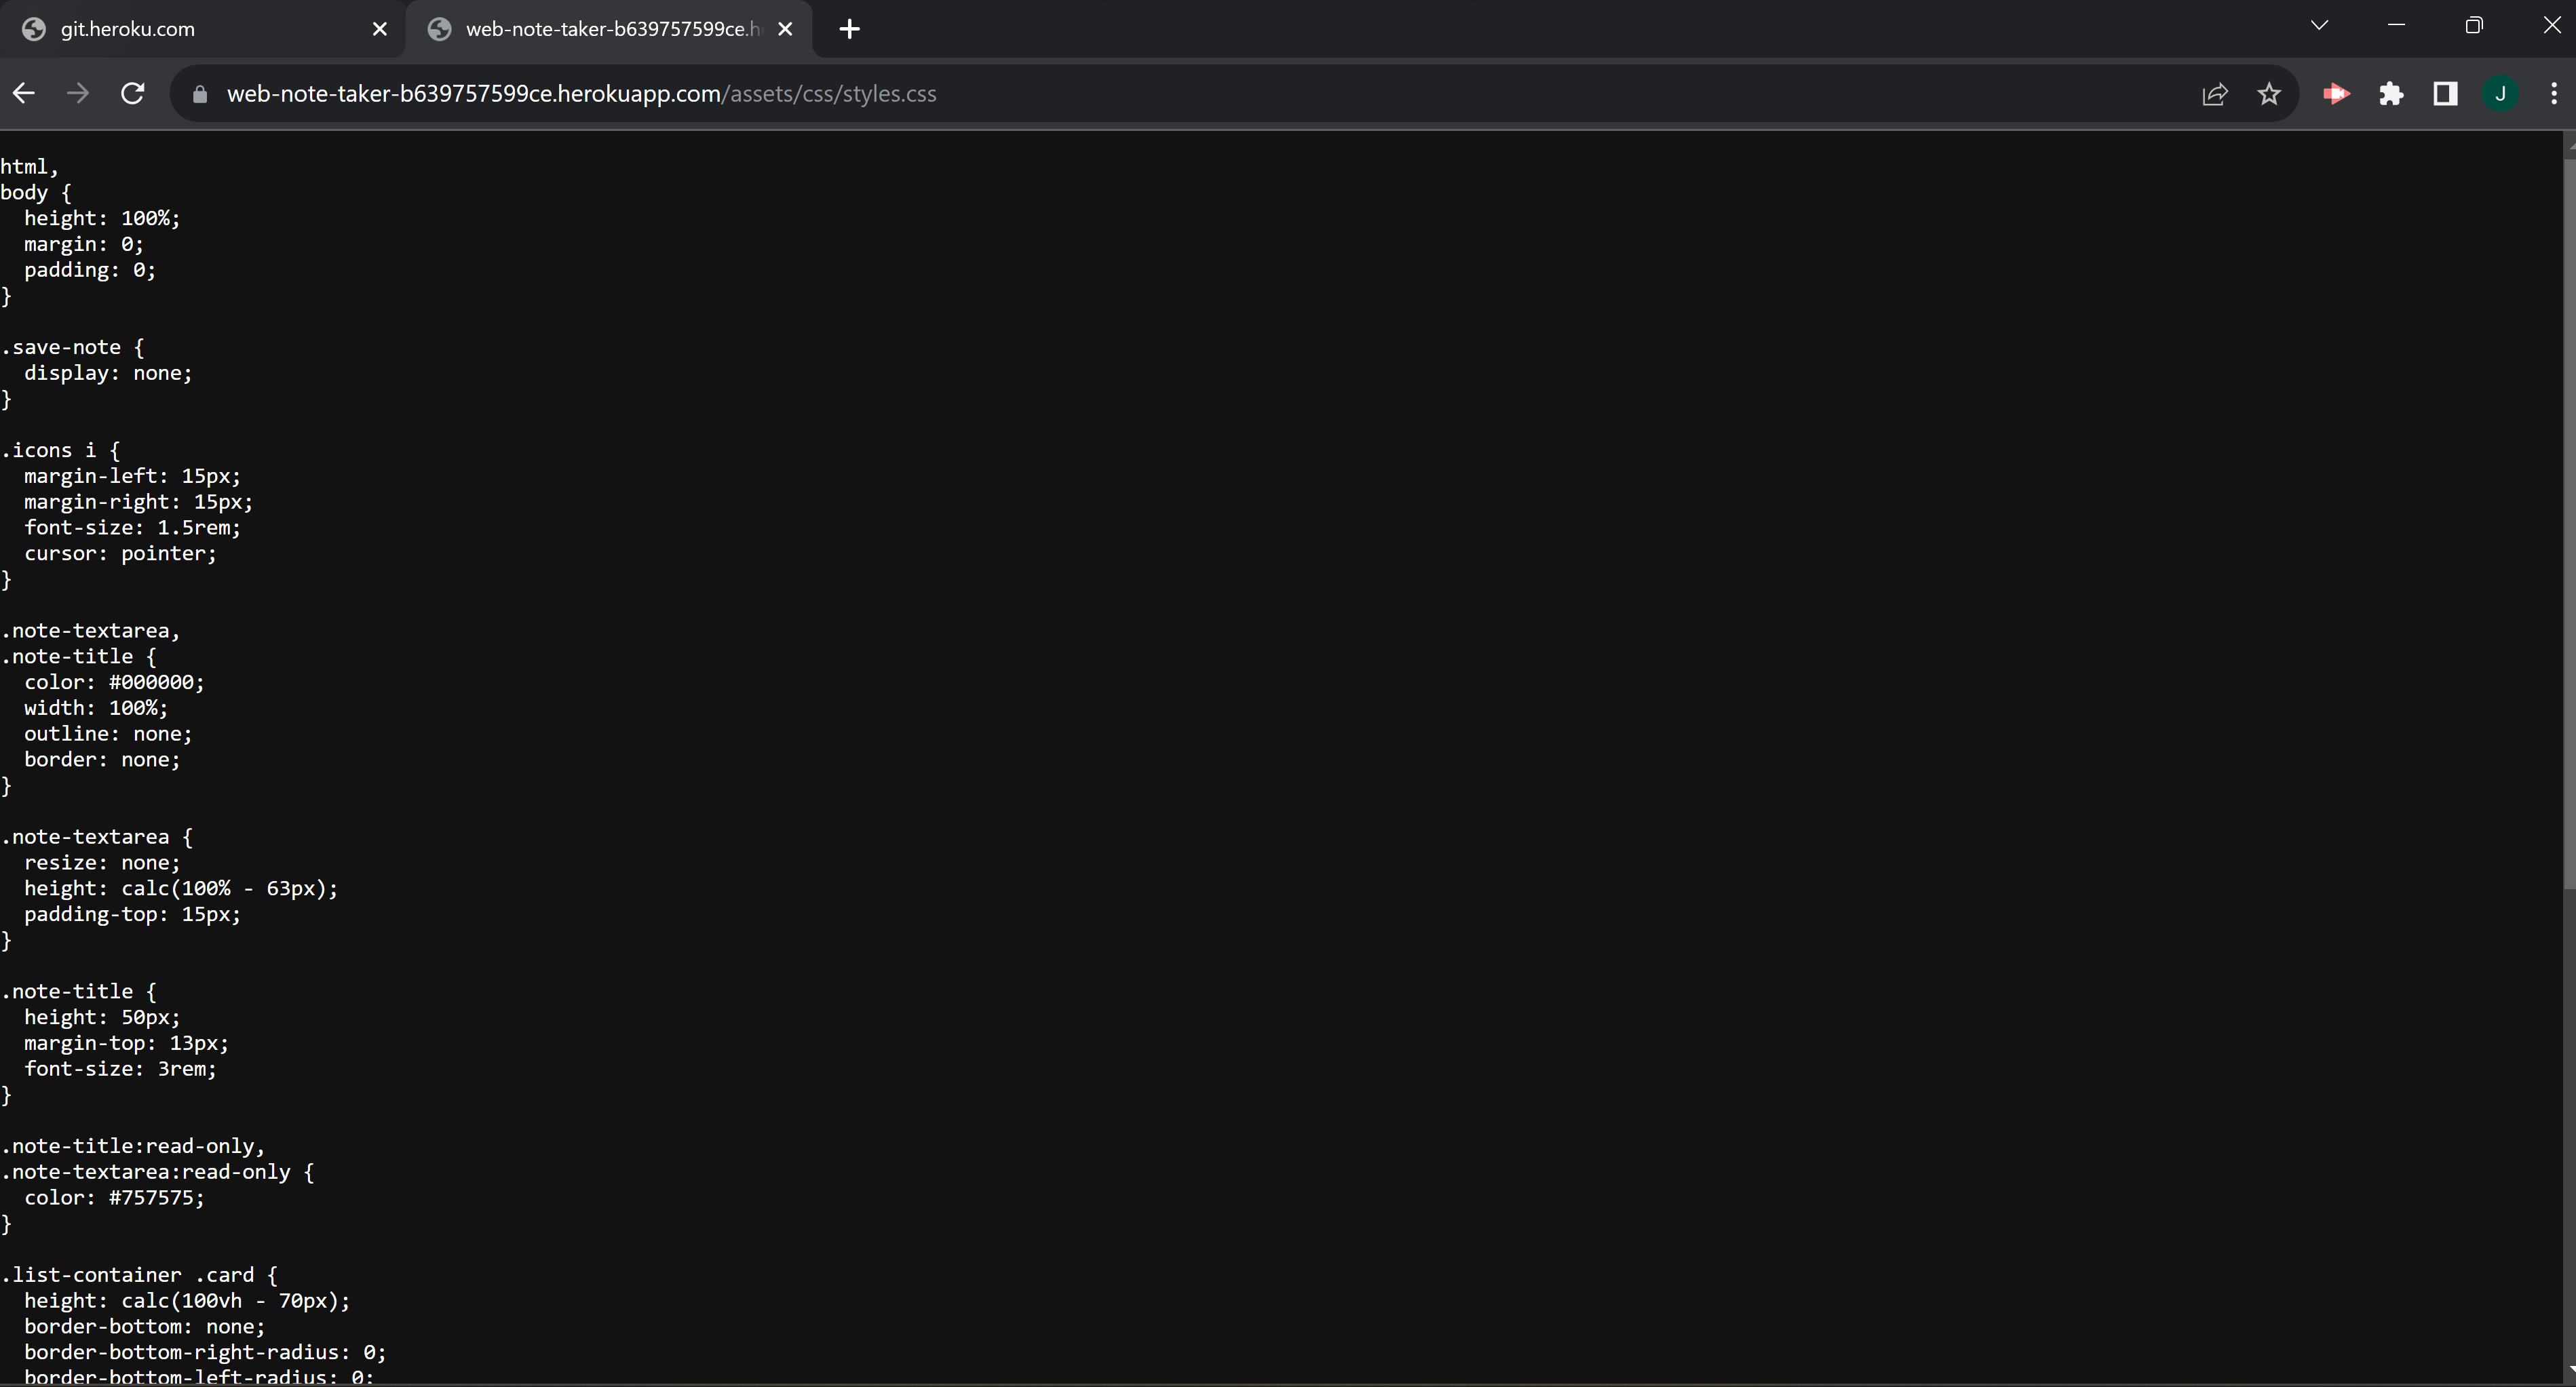 git.heroku.com
web-note-taker-b639757599ce.h
web-note-taker-b639757599ce.herokuapp.com/assets/css/styles.css
J
html,
body {
  height: 100%;
  margin: 0;
  padding: 0;
}

.save-note {
  display: none;
}

.icons i {
  margin-left: 15px;
  margin-right: 15px;
  font-size: 1.5rem;
  cursor: pointer;
}

.note-textarea,
.note-title {
  color: #000000;
  width: 100%;
  outline: none;
  border: none;
}

.note-textarea {
  resize: none;
  height: calc(100% - 63px);
  padding-top: 15px;
}

.note-title {
  height: 50px;
  margin-top: 13px;
  font-size: 3rem;
}

.note-title:read-only,
.note-textarea:read-only {
  color: #757575;
}

.list-container .card {
  height: calc(100vh - 70px);
  border-bottom: none;
  border-bottom-right-radius: 0;
  border-bottom-left-radius: 0;